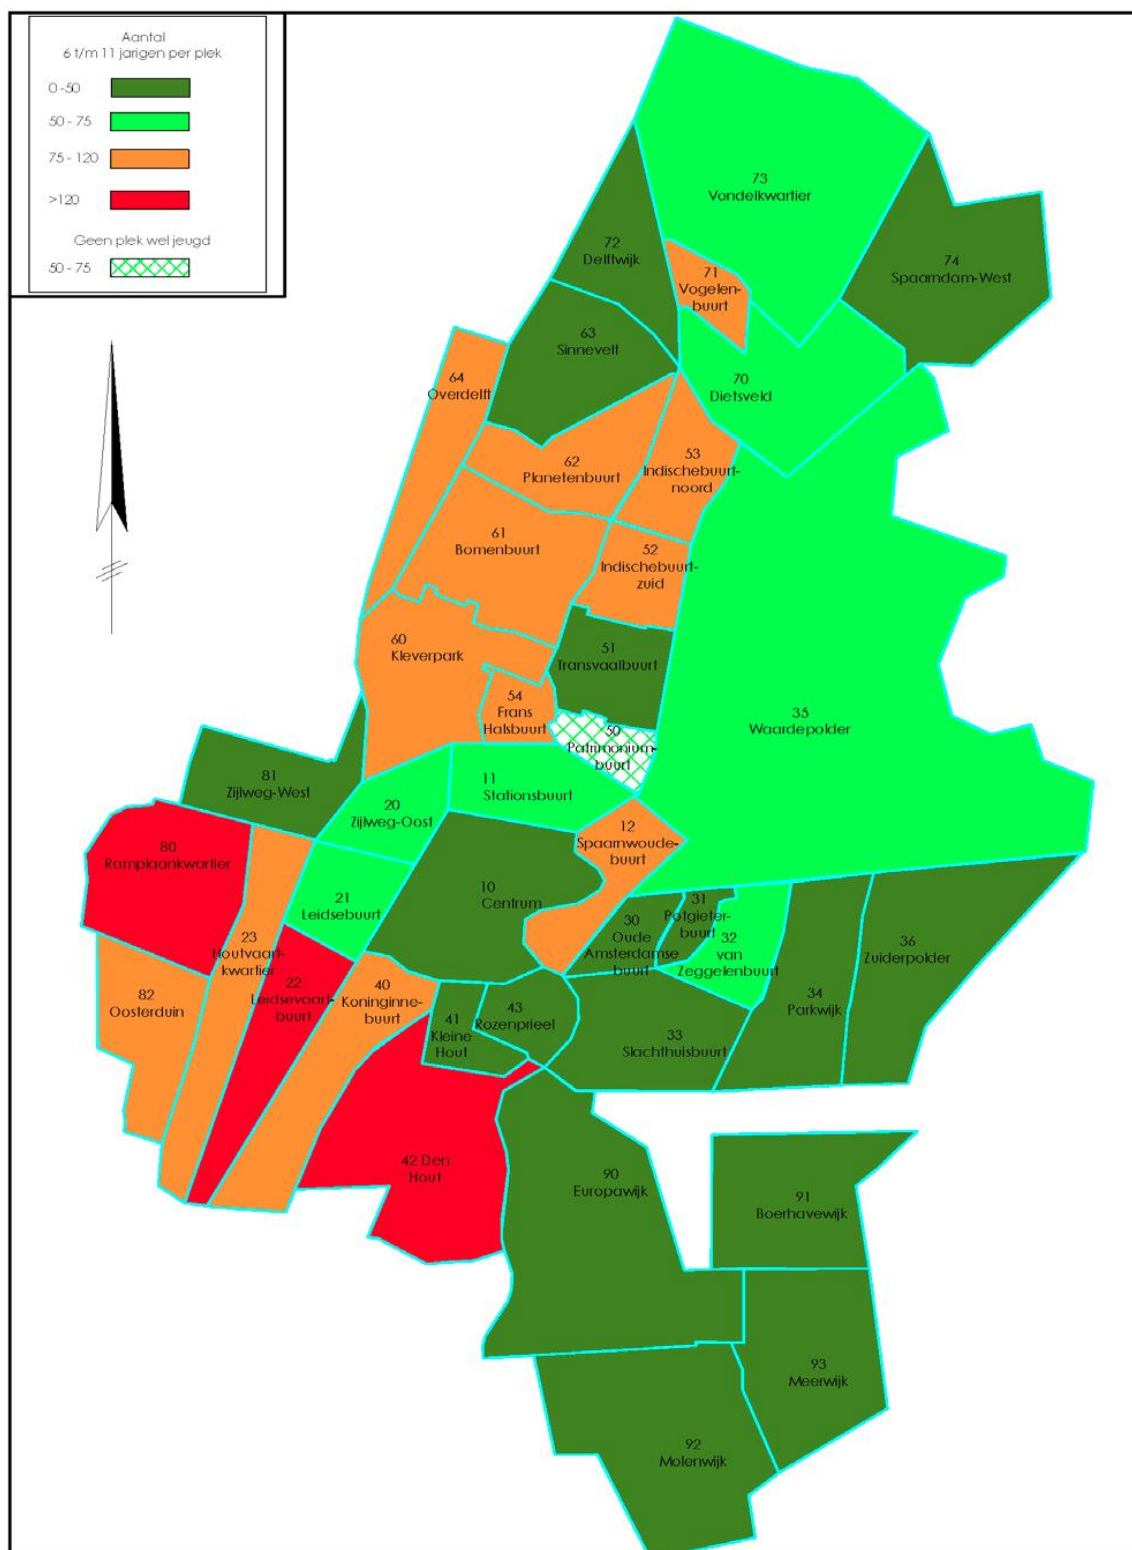 Aantal
6 t/m 11 jarigen per plek
0 -50
50 - 75
75 - 120
>120
Geen plek wel jeugd
50 - 75
73
Vondelkwartier
72
Delftwijk
74
Spaarndam-West
71
Vogelen-
buurt
63
Sinnevelt
64
Overdelft
70
Dietsveld
62
Planetenbuurt
53
Indischebuurt-
noord
61
Bomenbuurt
52
Indischebuurt-
zuid
60
Kleverpark
51
Transvaalbuurt
54
Frans
Halsbuurt
50
Patrimonium-
buurt
35
Waardepolder
81
Zijlweg-West
11
Stationsbuurt
20
Zijlweg-Oost
12
Spaarnwoude-
buurt
80
Ramplaankwartier
10
Centrum
21
Leidsebuurt
31
Potgieter-
buurt
30
Oude
Amsterdamse
buurt
32
van
Zeggelenbuurt
36
Zuiderpolder
23
Houtvaart-
kwartier
22
Leidsevaart-
buurt
40
Koninginne-
buurt
82
Oosterduin
34
Parkwijk
43
Rozenprieel
41
Kleine
Hout
33
Slachthuisbuurt
42 Den
Hout
90
Europawijk
91
Boerhavewijk
93
Meerwijk
92
Molenwijk